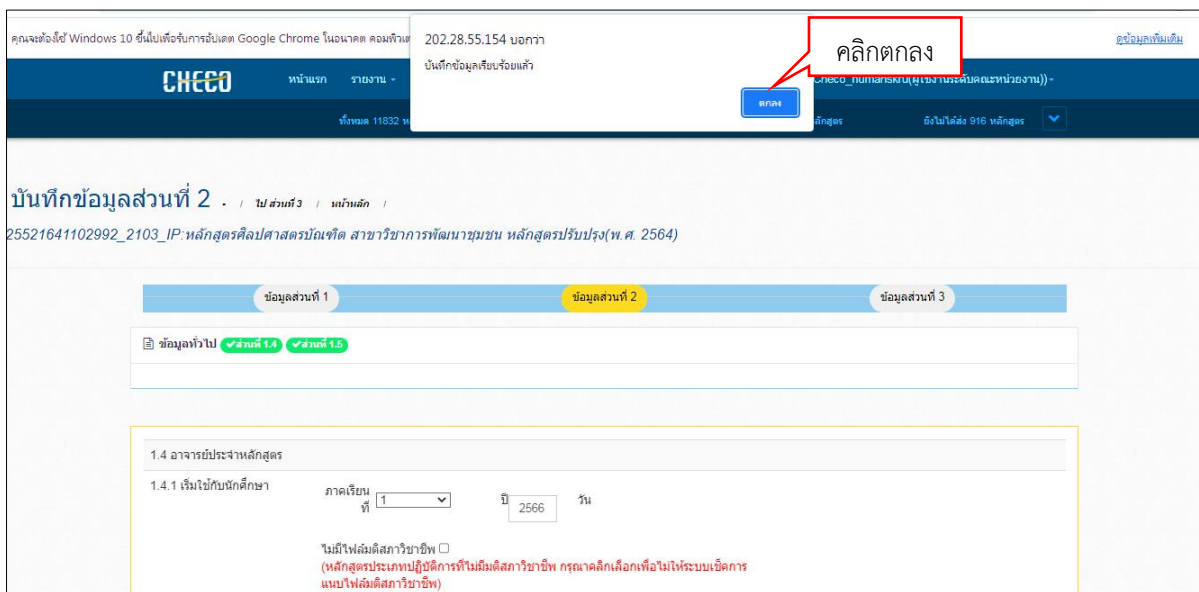 คุณจะต้องใช้ Windows 10 ขึ้นไปเพื่อรับการอัปเดต Google Chrome ในอนาคต
ดูข้อมูลเพิ่มเติม
202.28.55.154 บอกว่า
บันทึกข้อมูลเรียบร้อยแล้ว
ตกลง
คลิกตกลง
CHECO
หน้าแรก รายงาน
Checo_humanskru(ผู้ใช้งานระดับคณะหน่วยงาน))
ทั้งหมด 11832
ยังไม่ได้ส่ง 916 หลักสูตร
บันทึกข้อมูลส่วนที่ 2 - / ไป ส่วนที่ 3 / หน้าหลัก /
25521641102992_2103_IP:หลักสูตรศิลปศาสตรบัณฑิต สาขาวิชาการพัฒนาชุมชน หลักสูตรปรับปรุง(พ.ศ. 2564)
ข้อมูลส่วนที่ 1 ข้อมูลส่วนที่ 2 ข้อมูลส่วนที่ 3
ข้อมูลทั่วไป ✔ส่วนที่ 1.4 ✔ส่วนที่ 1.5
1.4 อาจารย์ประจำหลักสูตร
1.4.1 เริ่มใช้กับนักศึกษา ภาคเรียนที่ 1 ปี 2566 วัน
ไม่มีไฟล์มติสภาวิชาชีพ
(หลักสูตรประเภทปฏิบัติการที่ไม่มีมติสภาวิชาชีพ กรุณาคลิกเลือกเพื่อไม่ให้ระบบเช็คการ
แนบไฟล์มติสภาวิชาชีพ)